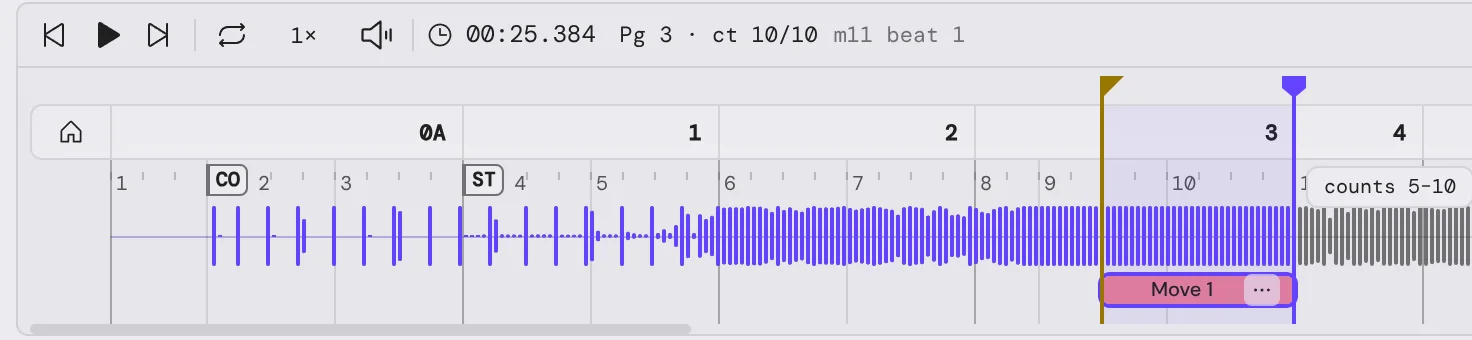 1× 00:25.384 Pg 3 · ct 10/10 m11 beat 1
0A 1 2 3 4
1 CO 2 3 ST 4 5 6 7 8 9 10 counts 5-10
Move 1 ...